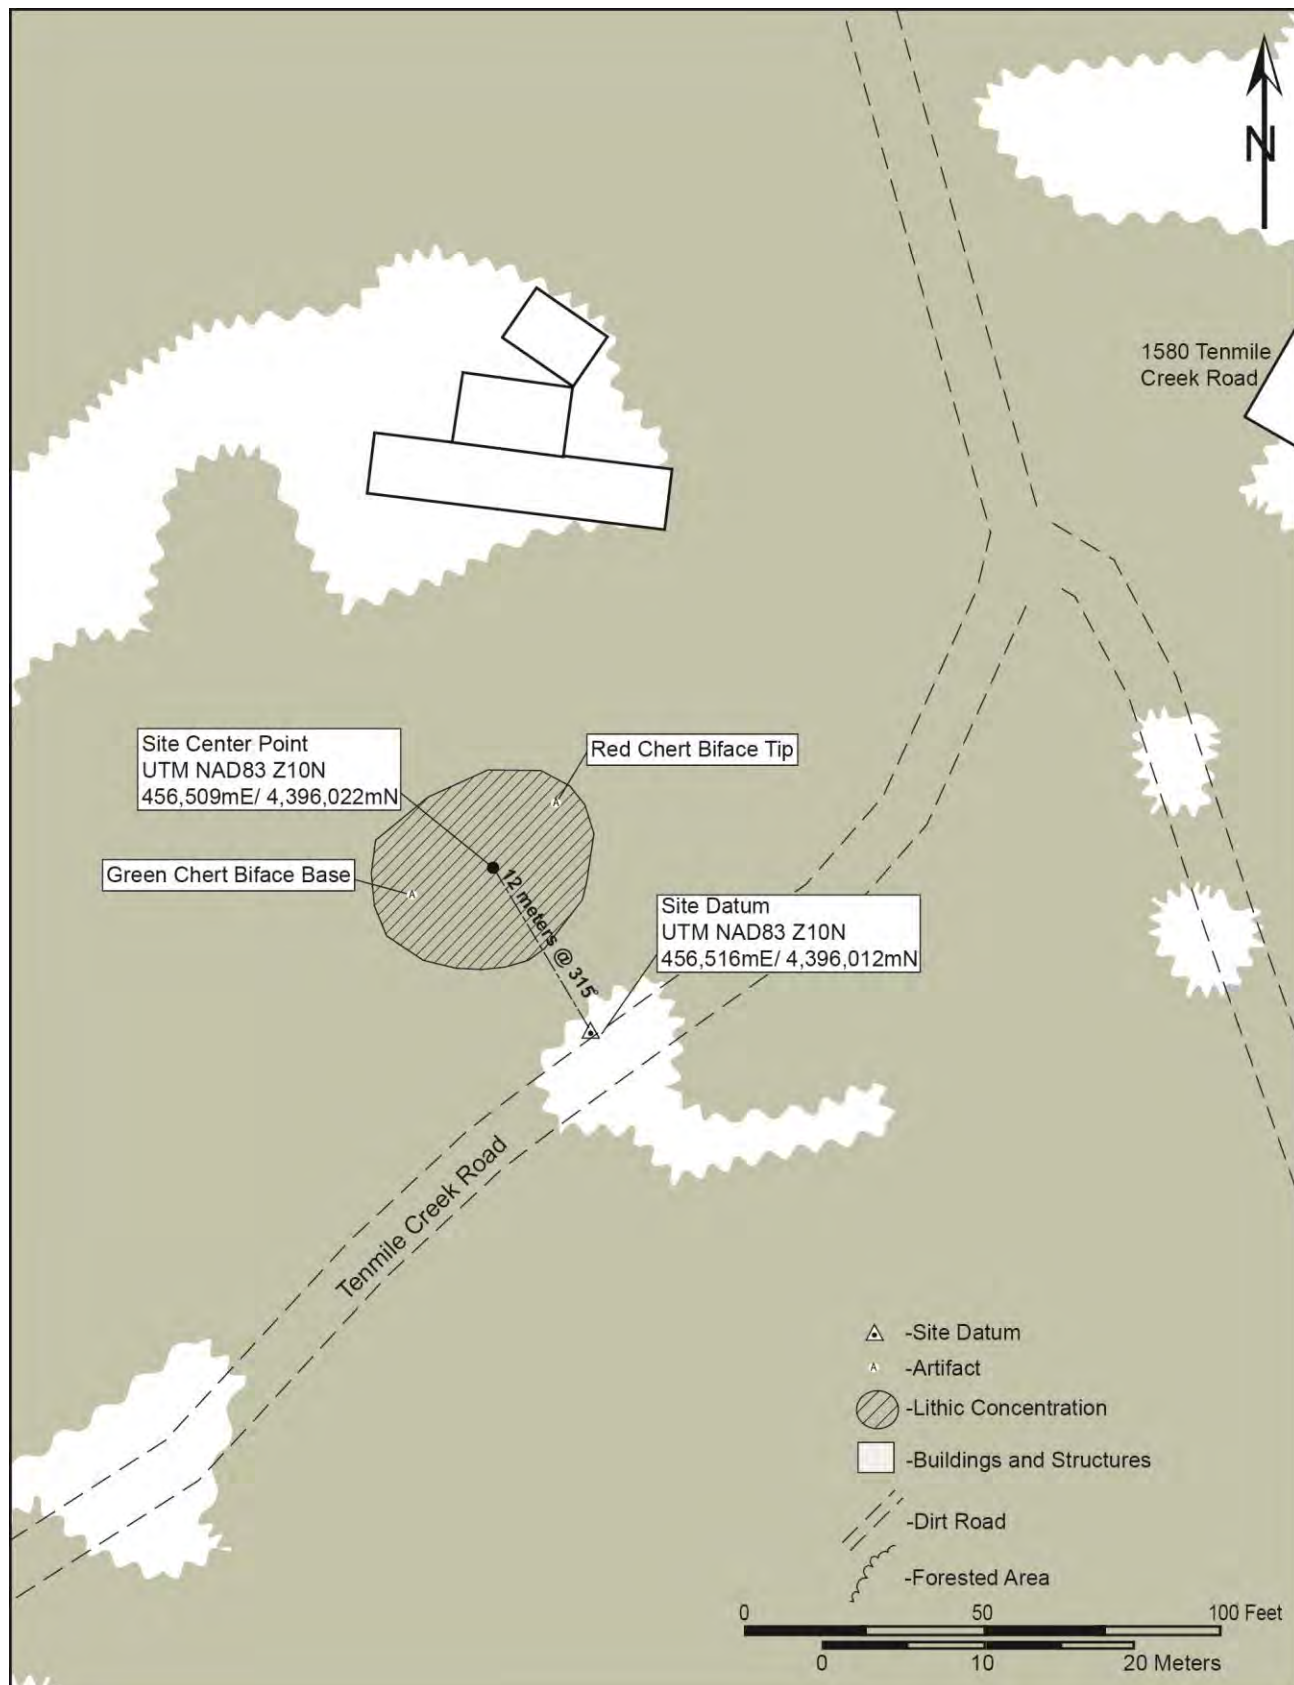 N
1580 Tenmile
Creek Road
Site Center Point
UTM NAD83 Z10N
456,509mE/ 4,396,022mN
Red Chert Biface Tip
A
Green Chert Biface Base
A
12 meters @ 315°
Site Datum
UTM NAD83 Z10N
456,516mE/ 4,396,012mN
Tenmile Creek Road
-Site Datum
A -Artifact
-Lithic Concentration
-Buildings and Structures
-Dirt Road
-Forested Area
0 50 100 Feet
0 10 20 Meters